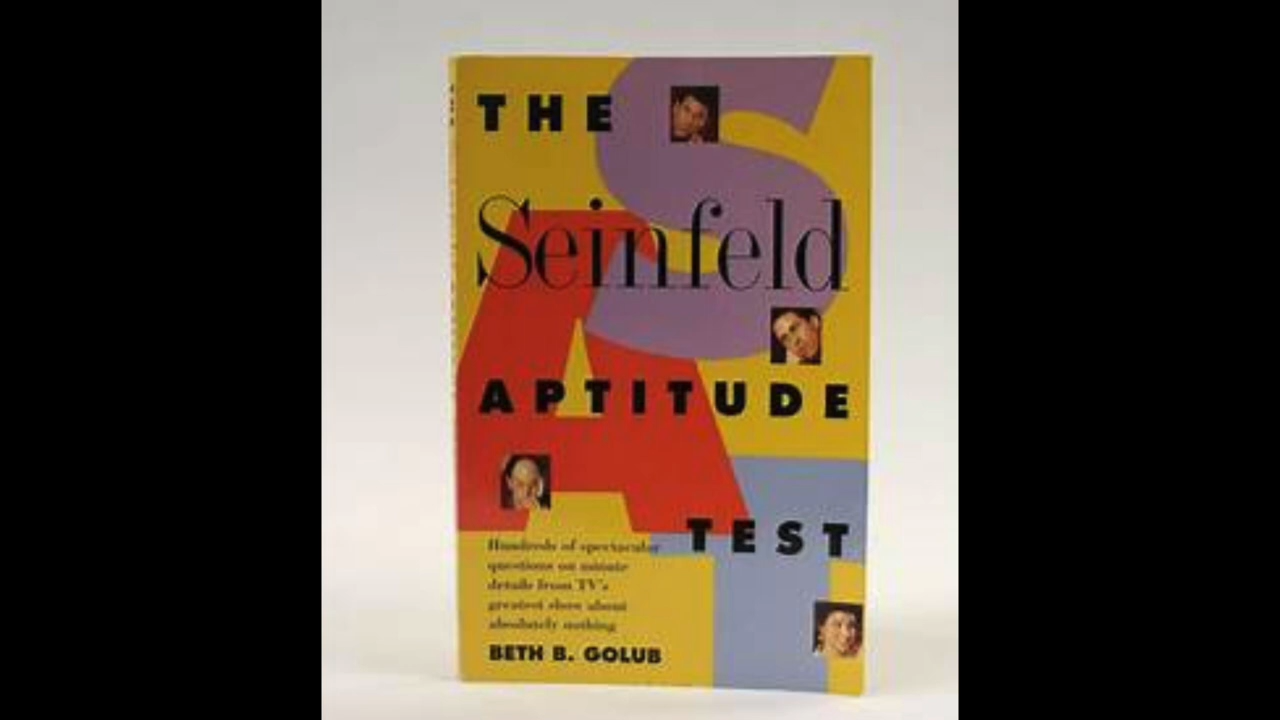 THE
Seinfeld
APTITUDE
TEST
Hundreds of spectacular
questions on minute
details from TV's
greatest show about
absolutely nothing
BETH B. GOLUB